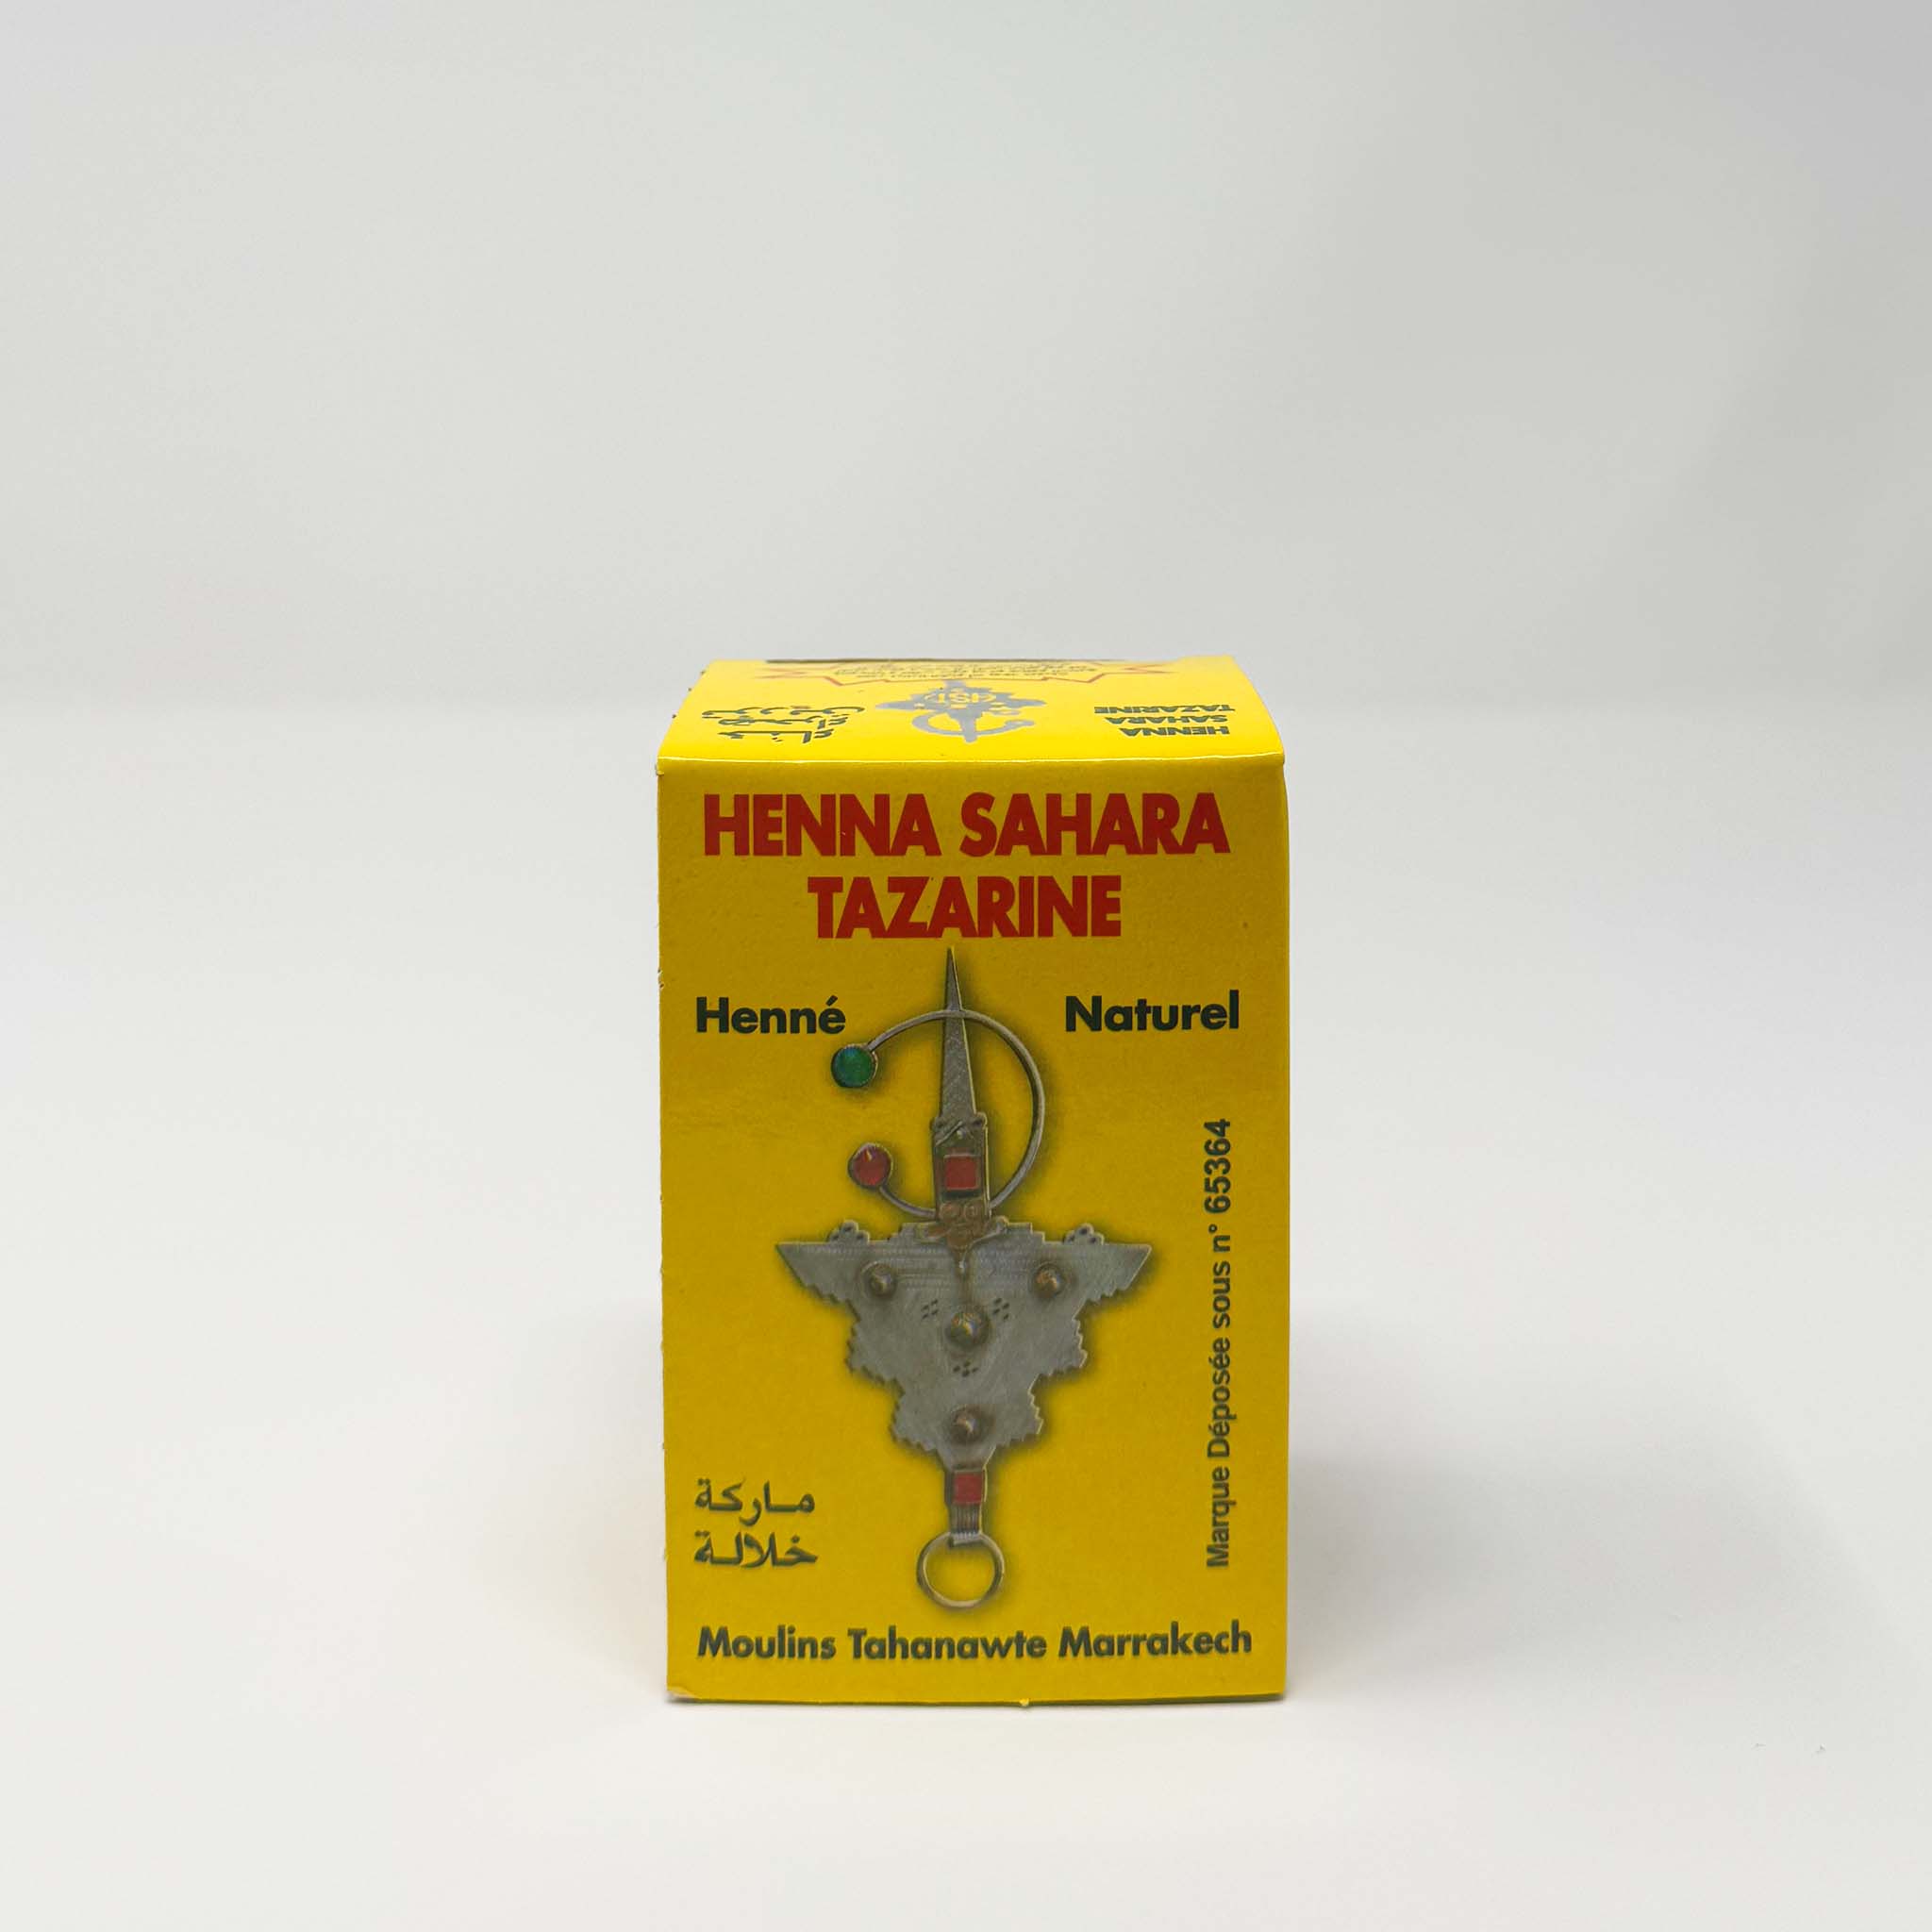 HENNA
SAHARA
TAZARINE
HENNA SAHARA
TAZARINE
Henné Naturel
Marque Déposée sous n° 65364
ماركة
خلالة
Moulins Tahanawte Marrakech